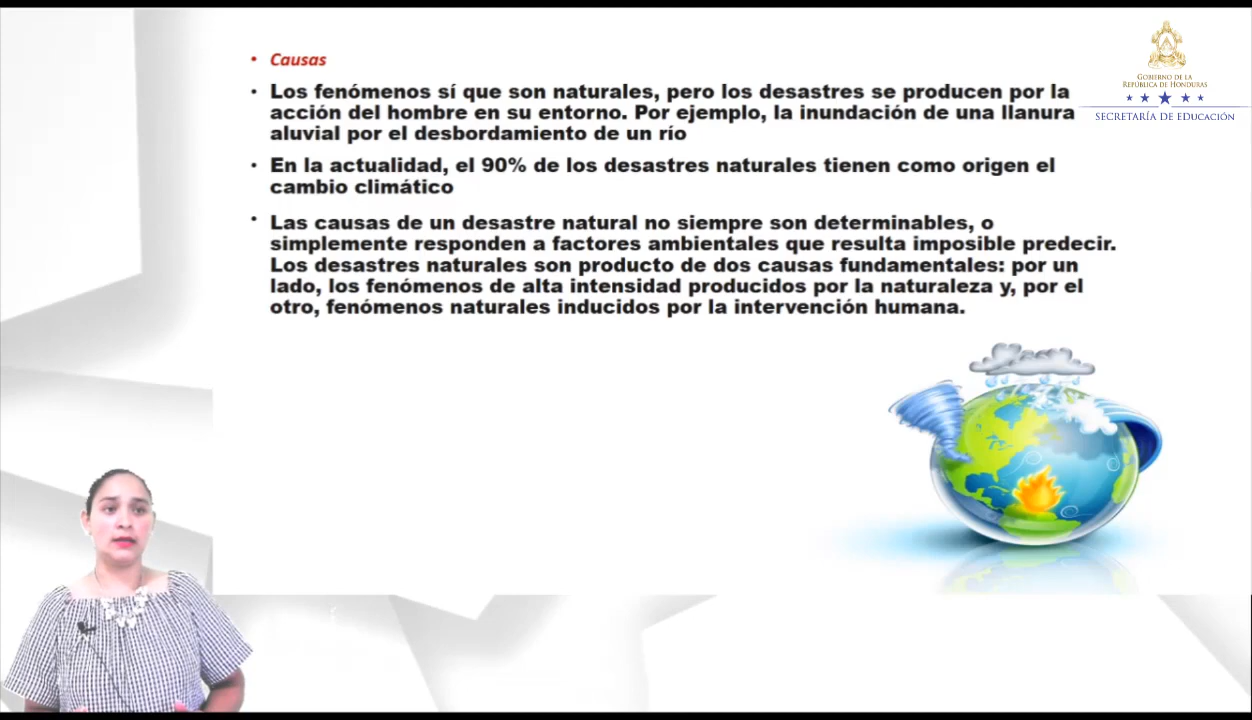 Causas
Los fenómenos sí que son naturales, pero los desastres se producen por la
acción del hombre en su entorno. Por ejemplo, la inundación de una llanura
aluvial por el desbordamiento de un río
En la actualidad, el 90% de los desastres naturales tienen como origen el
cambio climático
Las causas de un desastre natural no siempre son determinables, o
simplemente responden a factores ambientales que resulta imposible predecir.
Los desastres naturales son producto de dos causas fundamentales: por un
lado, los fenómenos de alta intensidad producidos por la naturaleza y, por el
otro, fenómenos naturales inducidos por la intervención humana.
GOBIERNO DE LA
REPÚBLICA DE HONDURAS
SECRETARÍA DE EDUCACIÓN